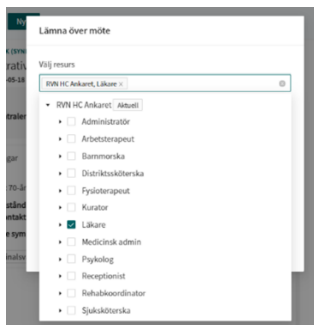 Ny
Lämna över möte
Välj resurs
RVN HC Ankaret, Läkare ×
RVN HC Ankaret Aktuell
Administratör
Arbetsterapeut
Barnmorska
Distriktssköterska
Fysioterapeut
Kurator
Läkare
Medicinsk admin
Psykolog
Receptionist
Rehabkoordinator
Sjuksköterska